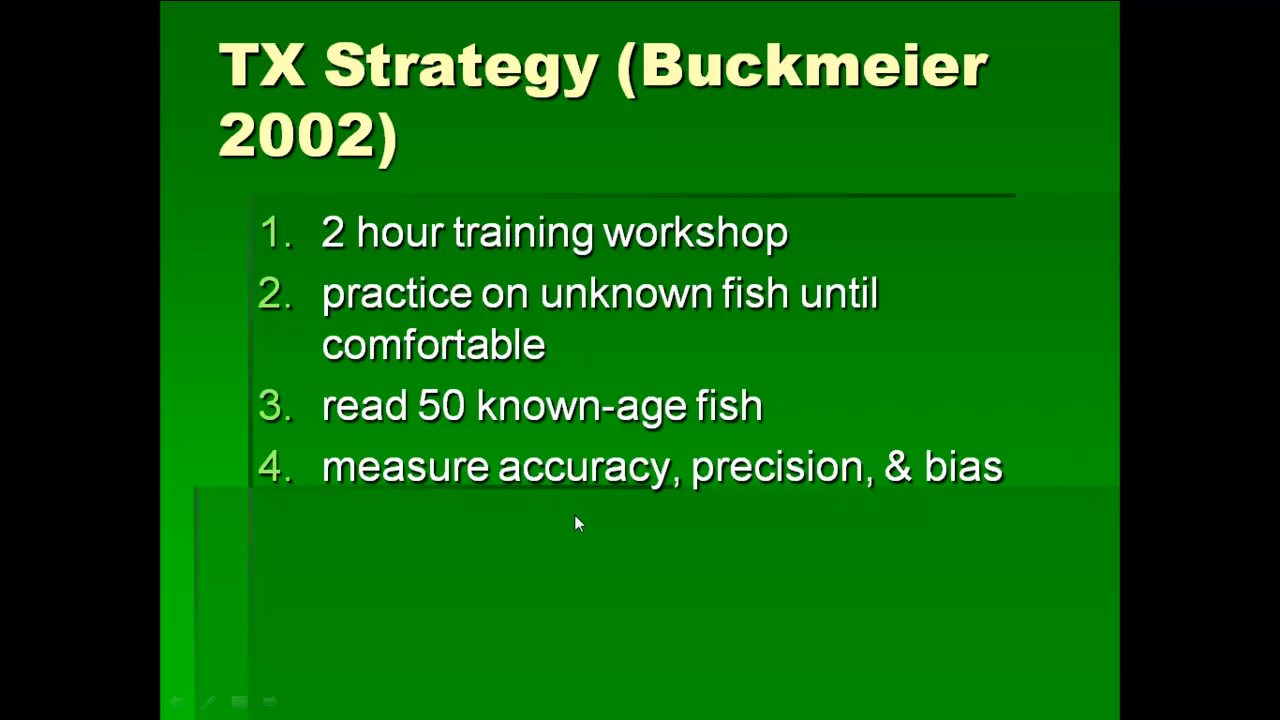 TX Strategy (Buckmeier
2002)
1. 2 hour training workshop
2. practice on unknown fish until
comfortable
3. read 50 known-age fish
4. measure accuracy, precision, & bias